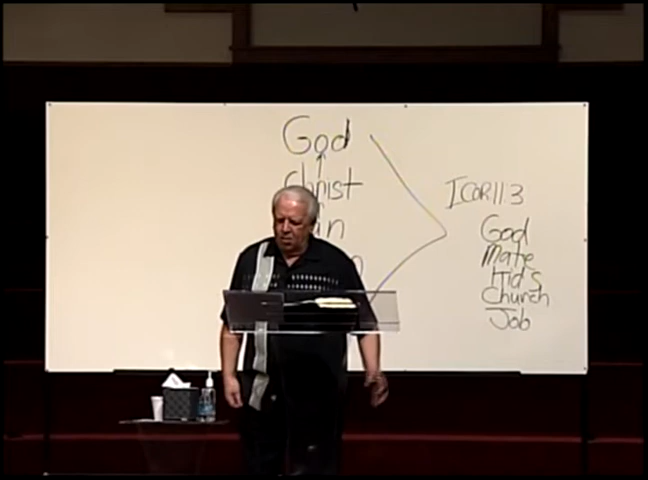 God
Christ
I COR 11:3
God
Mate
Kid's
Church
Job